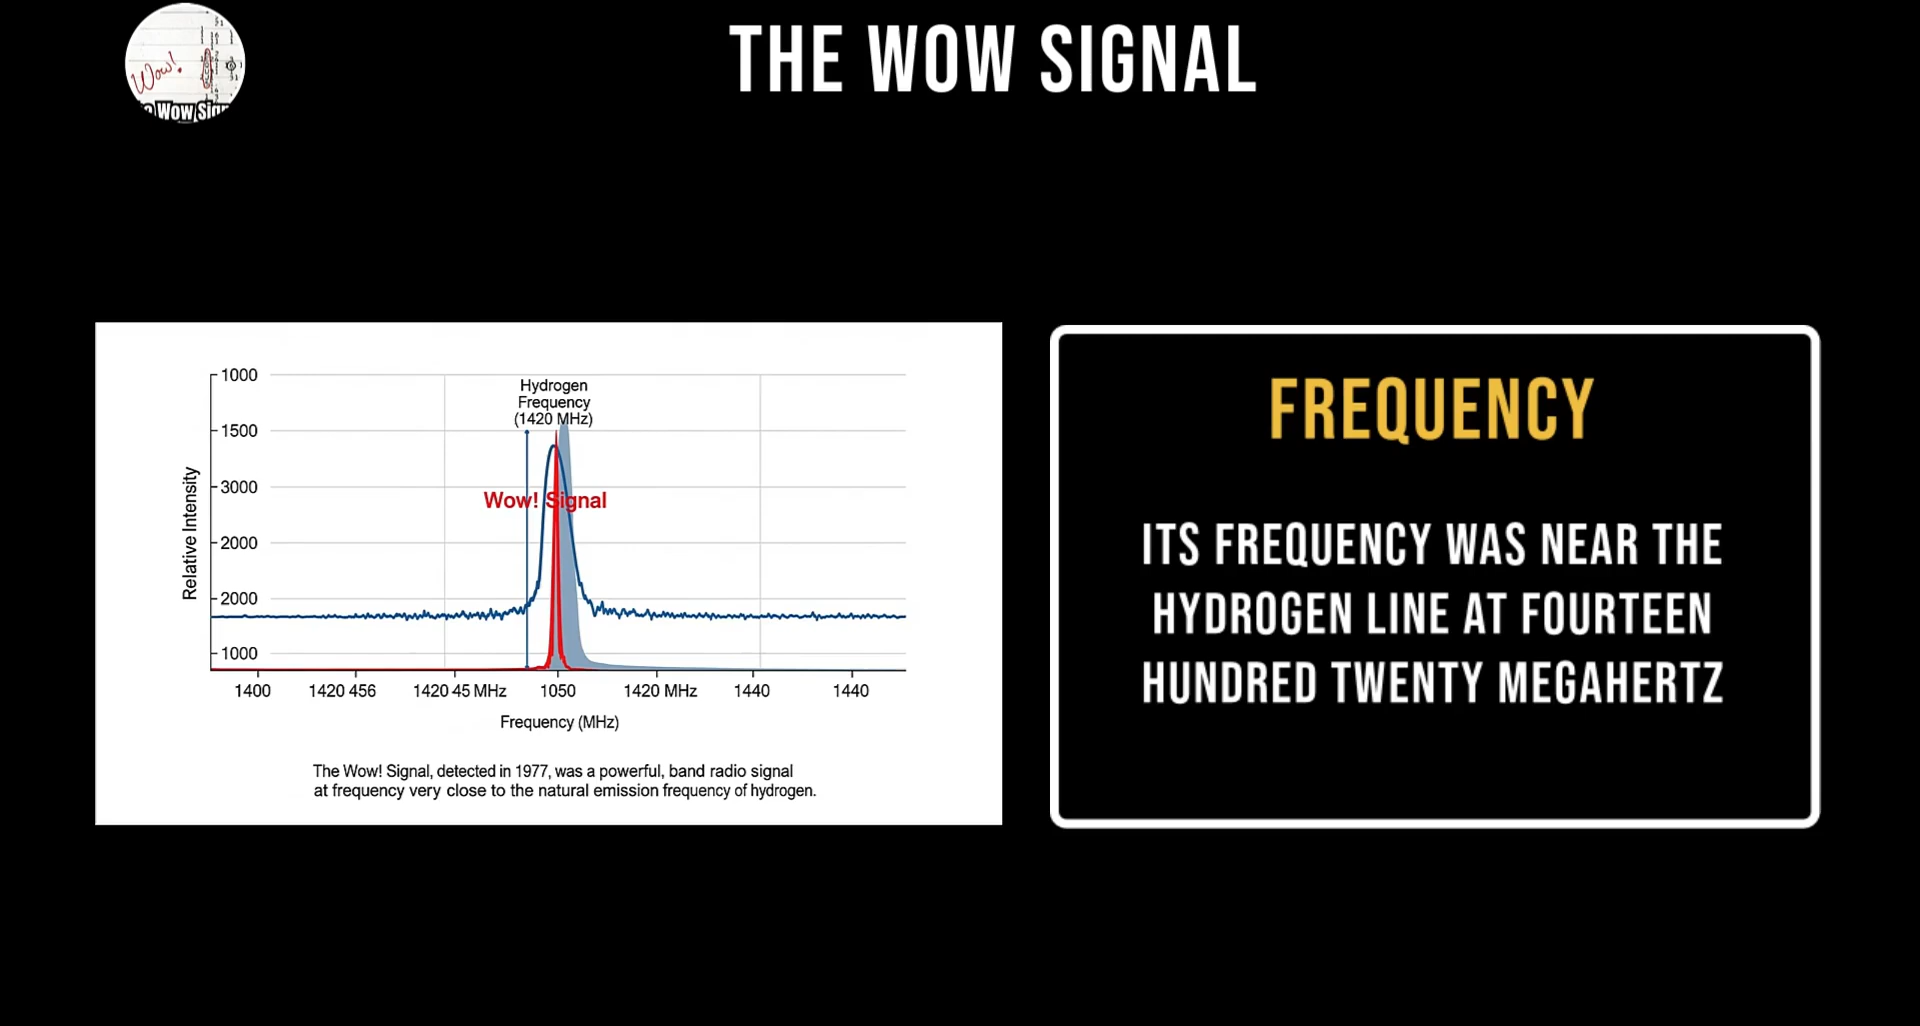 THE WOW SIGNAL
Wow!
Wow Sig
1000
Hydrogen
Frequency
(1420 MHz)
1500
3000
Wow! Signal
2000
2000
1000
Relative Intensity
1400 1420 456 1420 45 MHz 1050 1420 MHz 1440 1440
Frequency (MHz)
The Wow! Signal, detected in 1977, was a powerful, band radio signal
at frequency very close to the natural emission frequency of hydrogen.
FREQUENCY
ITS FREQUENCY WAS NEAR THE
HYDROGEN LINE AT FOURTEEN
HUNDRED TWENTY MEGAHERTZ